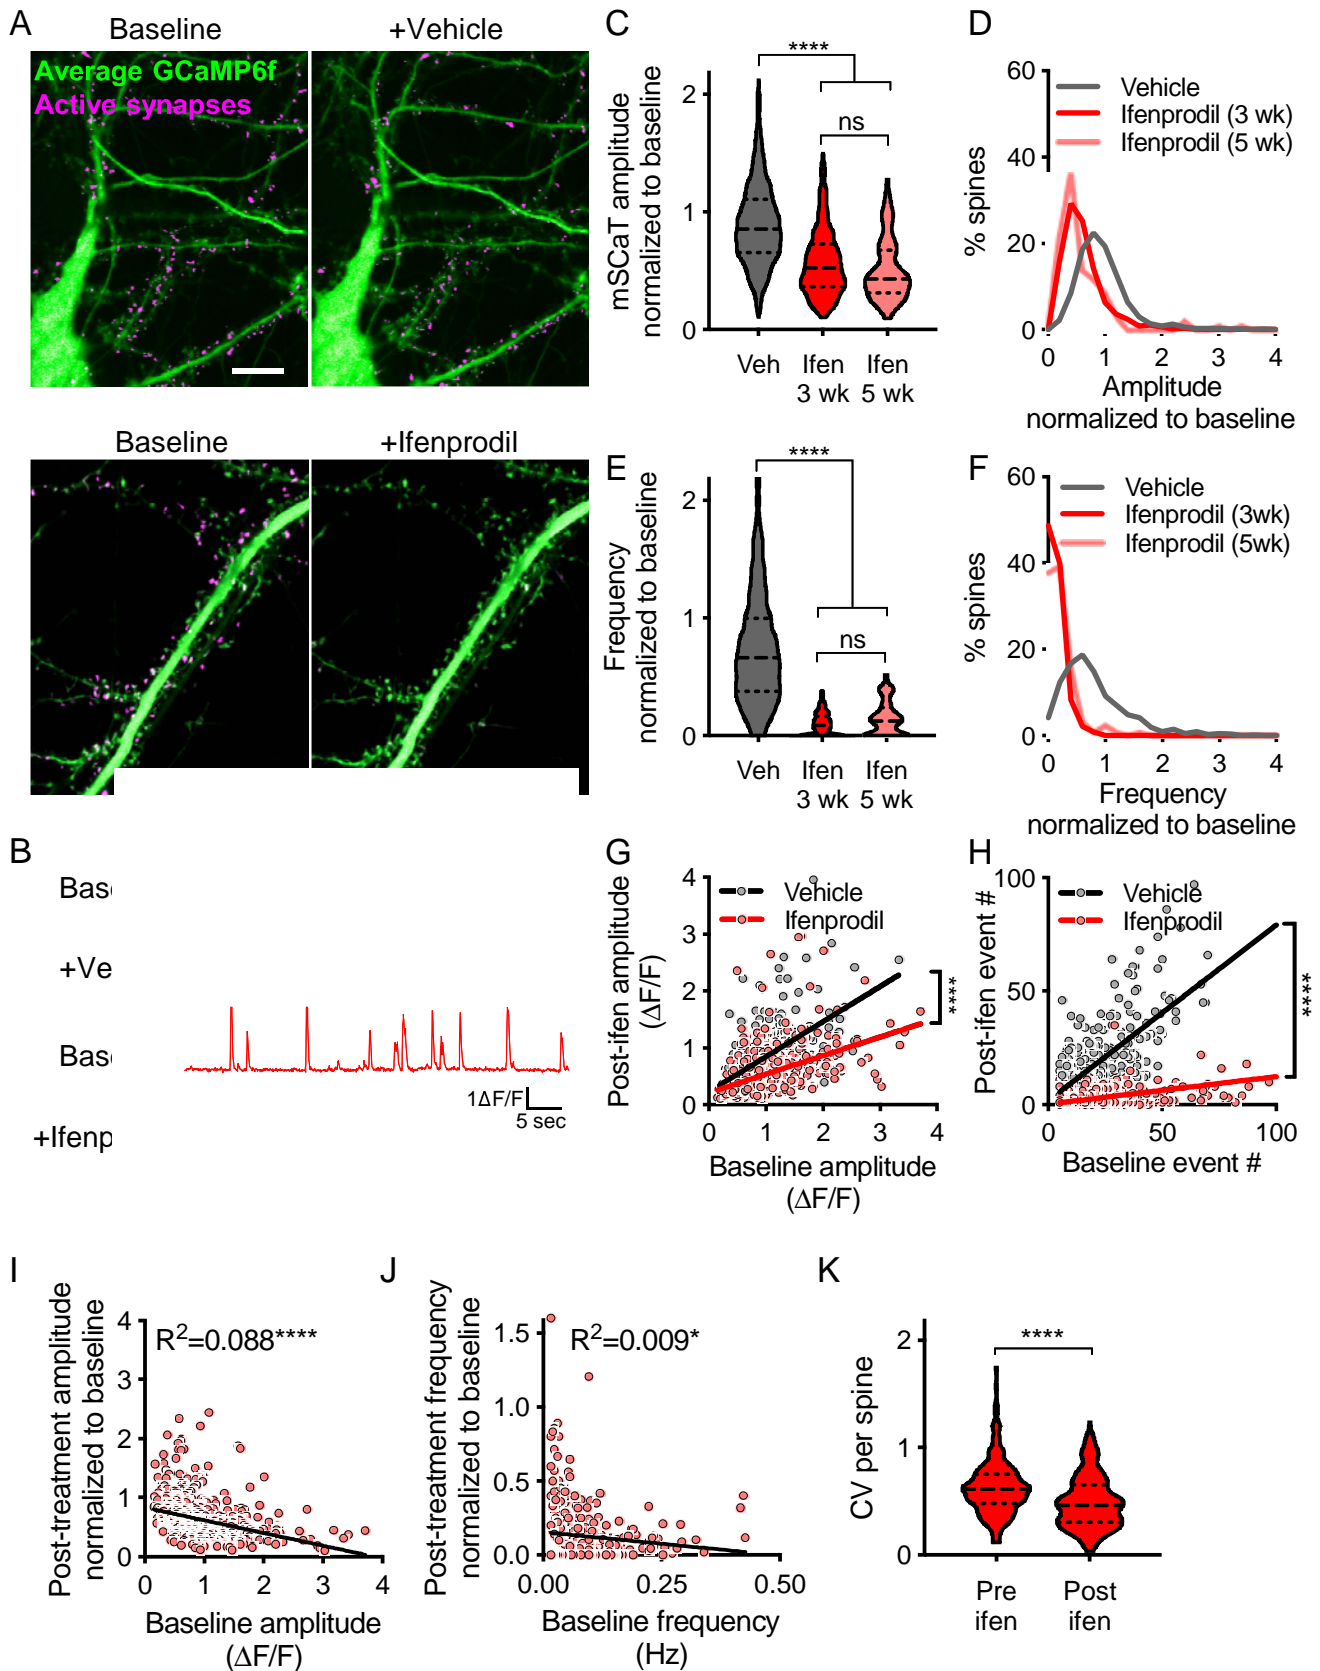 A
Baseline
+Vehicle
Average GCaMP6f
Active synapses
Baseline
+Ifenprodil
B
Bas
+Ve
Bas
+Ifenp
1ΔF/F
5 sec
C
mSCaT amplitude
normalized to baseline
2
1
0
****
ns
Veh
Ifen
3 wk
Ifen
5 wk
D
% spines
60
40
20
0
Vehicle
Ifenprodil (3 wk)
Ifenprodil (5 wk)
0 1 2 3 4
Amplitude
normalized to baseline
E
Frequency
normalized to baseline
2
1
0
****
ns
Veh
Ifen
3 wk
Ifen
5 wk
F
% spines
60
40
20
0
Vehicle
Ifenprodil (3wk)
Ifenprodil (5wk)
0 1 2 3 4
Frequency
normalized to baseline
G
Post-ifen amplitude
(ΔF/F)
4
3
2
1
0
Vehicle
Ifenprodil
****
0 1 2 3 4
Baseline amplitude
(ΔF/F)
H
Post-ifen event #
100
50
0
Vehicle
Ifenprodil
****
0 50 100
Baseline event #
I
Post-treatment amplitude
normalized to baseline
4
3
2
1
0
R²=0.088****
0 1 2 3 4
Baseline amplitude
(ΔF/F)
J
Post-treatment frequency
normalized to baseline
1.5
1.0
0.5
0.0
R²=0.009*
0.00 0.25 0.50
Baseline frequency
(Hz)
K
CV per spine
2
1
0
****
Pre
ifen
Post
ifen